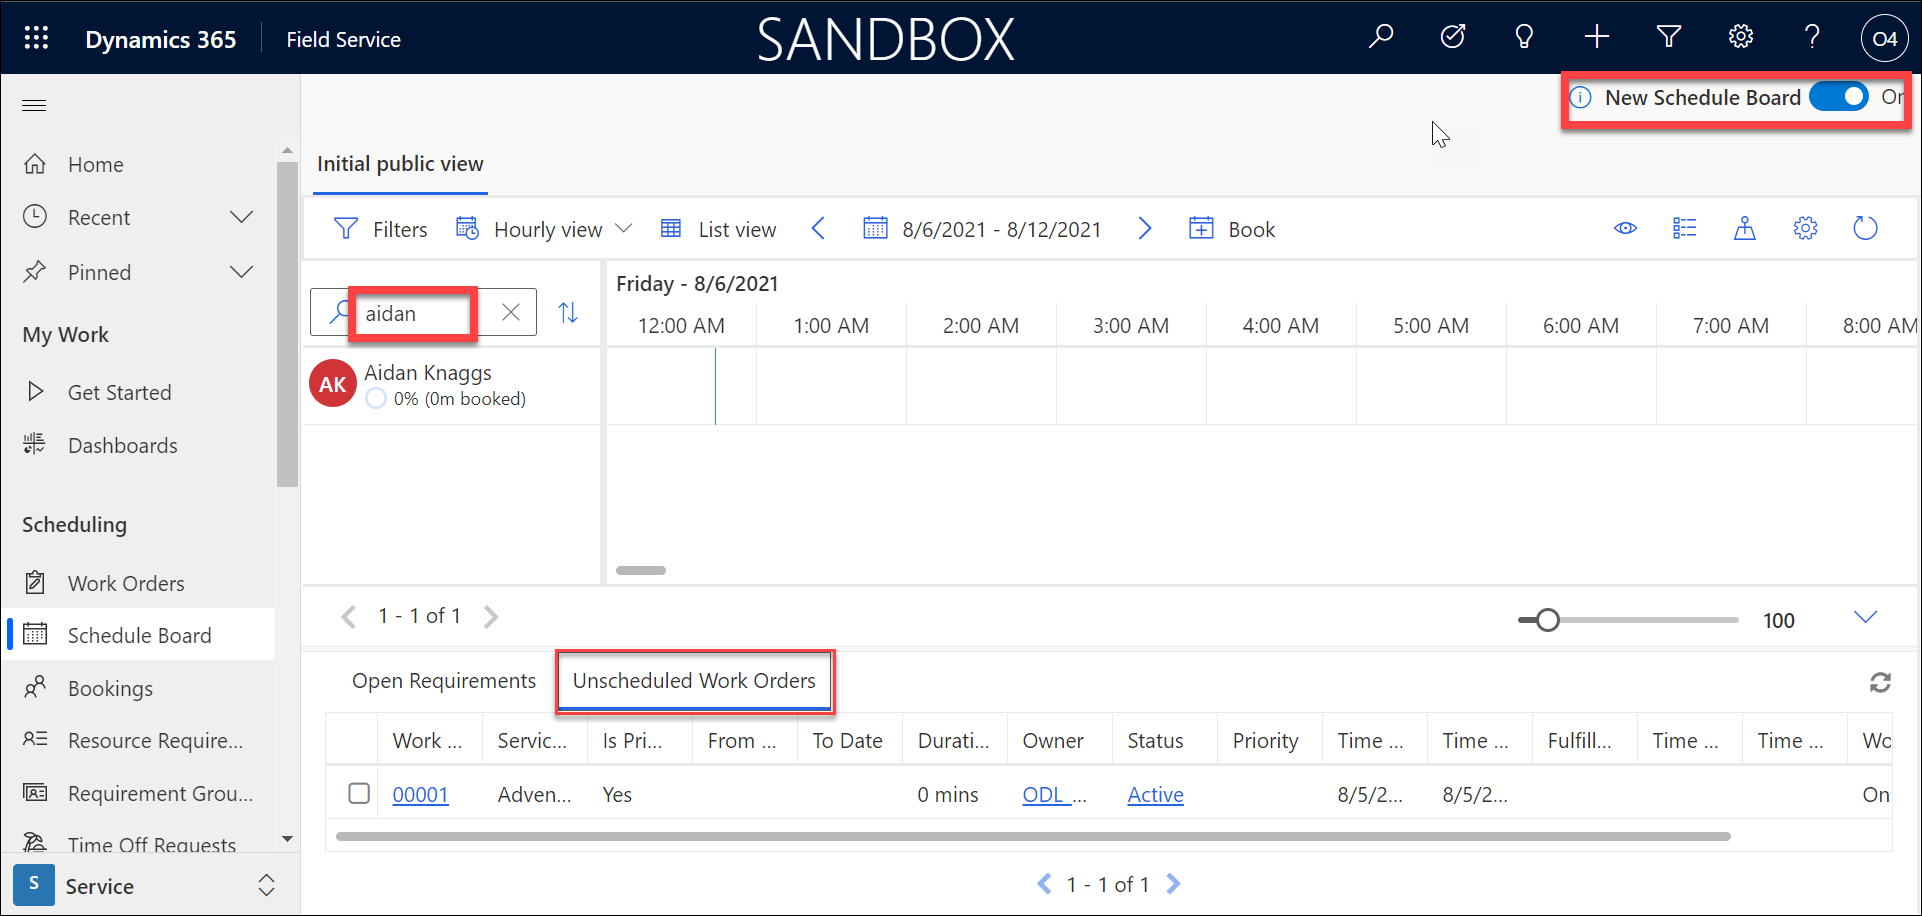 Dynamics 365
Field Service
SANDBOX
O4
New Schedule Board
Home
Recent
Pinned
My Work
Get Started
Dashboards
Scheduling
Work Orders
Schedule Board
Bookings
Resource Require...
Requirement Grou...
Time Off Requests
S Service
Initial public view
Filters Hourly view List view 8/6/2021 - 8/12/2021 Book
Friday - 8/6/2021
aidan
12:00 AM 1:00 AM 2:00 AM 3:00 AM 4:00 AM 5:00 AM 6:00 AM 7:00 AM 8:00 AM
AK Aidan Knaggs
0% (0m booked)
1 - 1 of 1
100
Open Requirements Unscheduled Work Orders
Work ... Servic... Is Pri... From ... To Date Durati... Owner Status Priority Time ... Time ... Fulfill... Time ... Time ... Wo
00001 Adven... Yes 0 mins ODL_... Active 8/5/2... 8/5/2... On
1 - 1 of 1